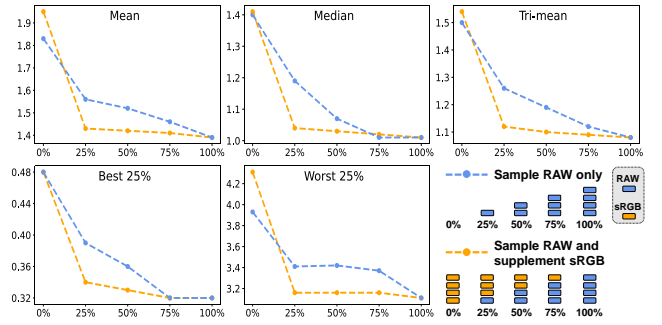 Mean
1.9
1.8
1.7
1.6
1.5
1.4
0% 25% 50% 75% 100%
Median
1.4
1.3
1.2
1.1
1.0
0% 25% 50% 75% 100%
Tri-mean
1.5
1.4
1.3
1.2
1.1
0% 25% 50% 75% 100%
Best 25%
0.48
0.44
0.40
0.36
0.32
0% 25% 50% 75% 100%
Worst 25%
4.2
4.0
3.8
3.6
3.4
3.2
0% 25% 50% 75% 100%
Sample RAW only
0% 25% 50% 75% 100%
RAW
sRGB
Sample RAW and
supplement sRGB
0% 25% 50% 75% 100%